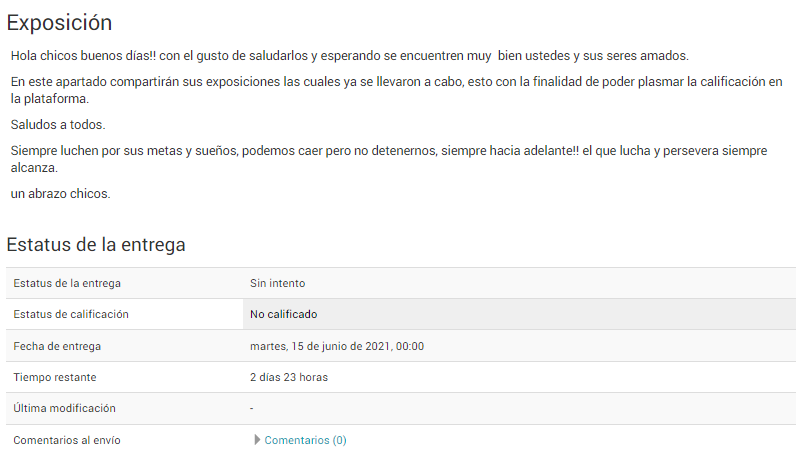 Exposición
Hola chicos buenos días!! con el gusto de saludarlos y esperando se encuentren muy  bien ustedes y sus seres amados.
En este apartado compartirán sus exposiciones las cuales ya se llevaron a cabo, esto con la finalidad de poder plasmar la calificación en
la plataforma.
Saludos a todos.
Siempre luchen por sus metas y sueños, podemos caer pero no detenernos, siempre hacia adelante!! el que lucha y persevera siempre
alcanza.
un abrazo chicos.
Estatus de la entrega
Estatus de la entrega Sin intento
Estatus de calificación No calificado
Fecha de entrega martes, 15 de junio de 2021, 00:00
Tiempo restante 2 días 23 horas
Última modificación -
Comentarios al envío Comentarios (0)